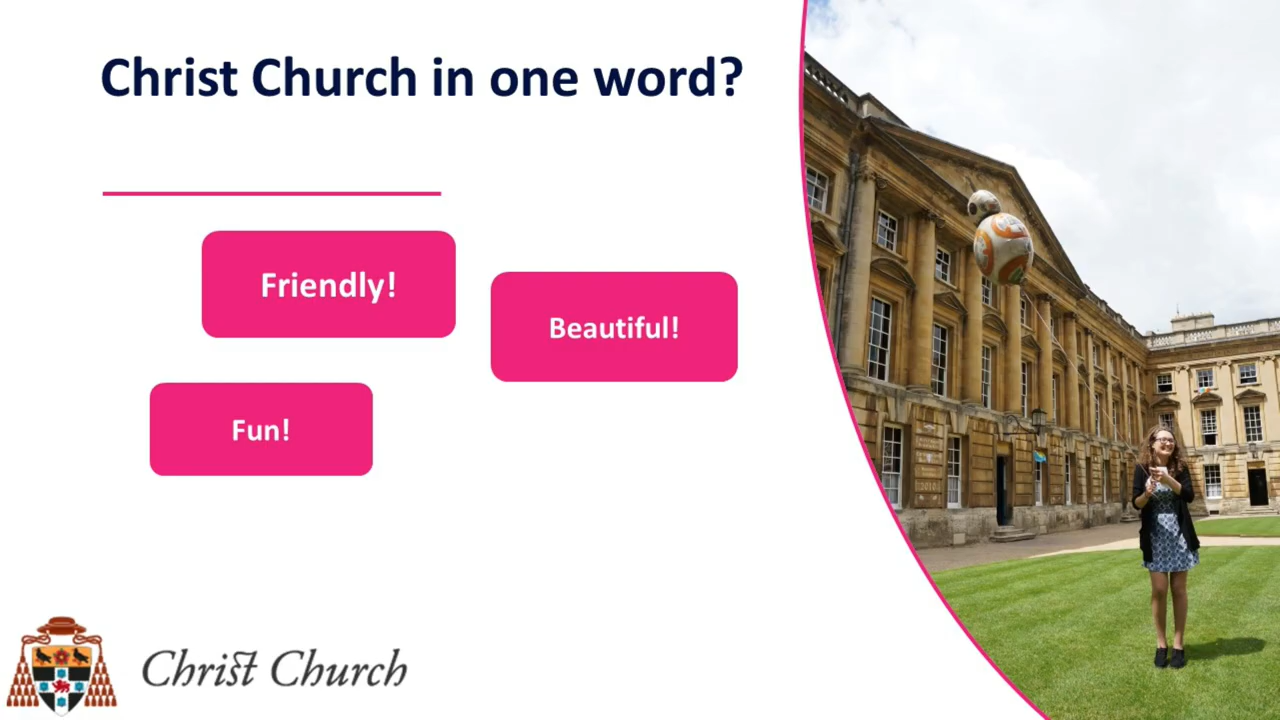 Christ Church in one word?
Friendly!
Beautiful!
Fun!
Christ Church